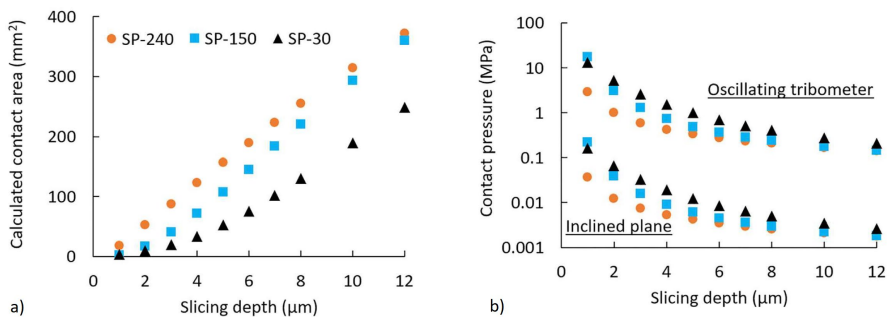 Calculated contact area (mm²)
400
300
200
100
0
SP-240 SP-150 SP-30
0 2 4 6 8 10 12
Slicing depth (µm)
a)
Contact pressure (MPa)
100
10
1
0.1
0.01
0.001
Oscillating tribometer
Inclined plane
0 2 4 6 8 10 12
Slicing depth (µm)
b)